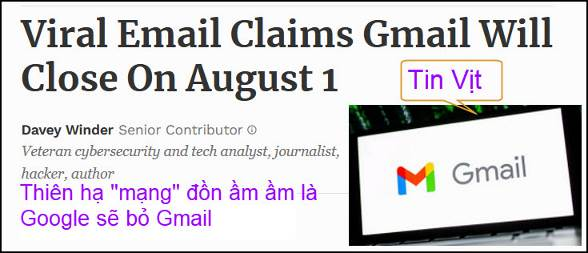 Viral Email Claims Gmail Will
Close On August 1
Tin Vịt
Davey Winder Senior Contributor
Veteran cybersecurity and tech analyst, journalist,
hacker, author
Gmail
Thiên hạ "mạng" đồn ầm ầm là
Google sẽ bỏ Gmail